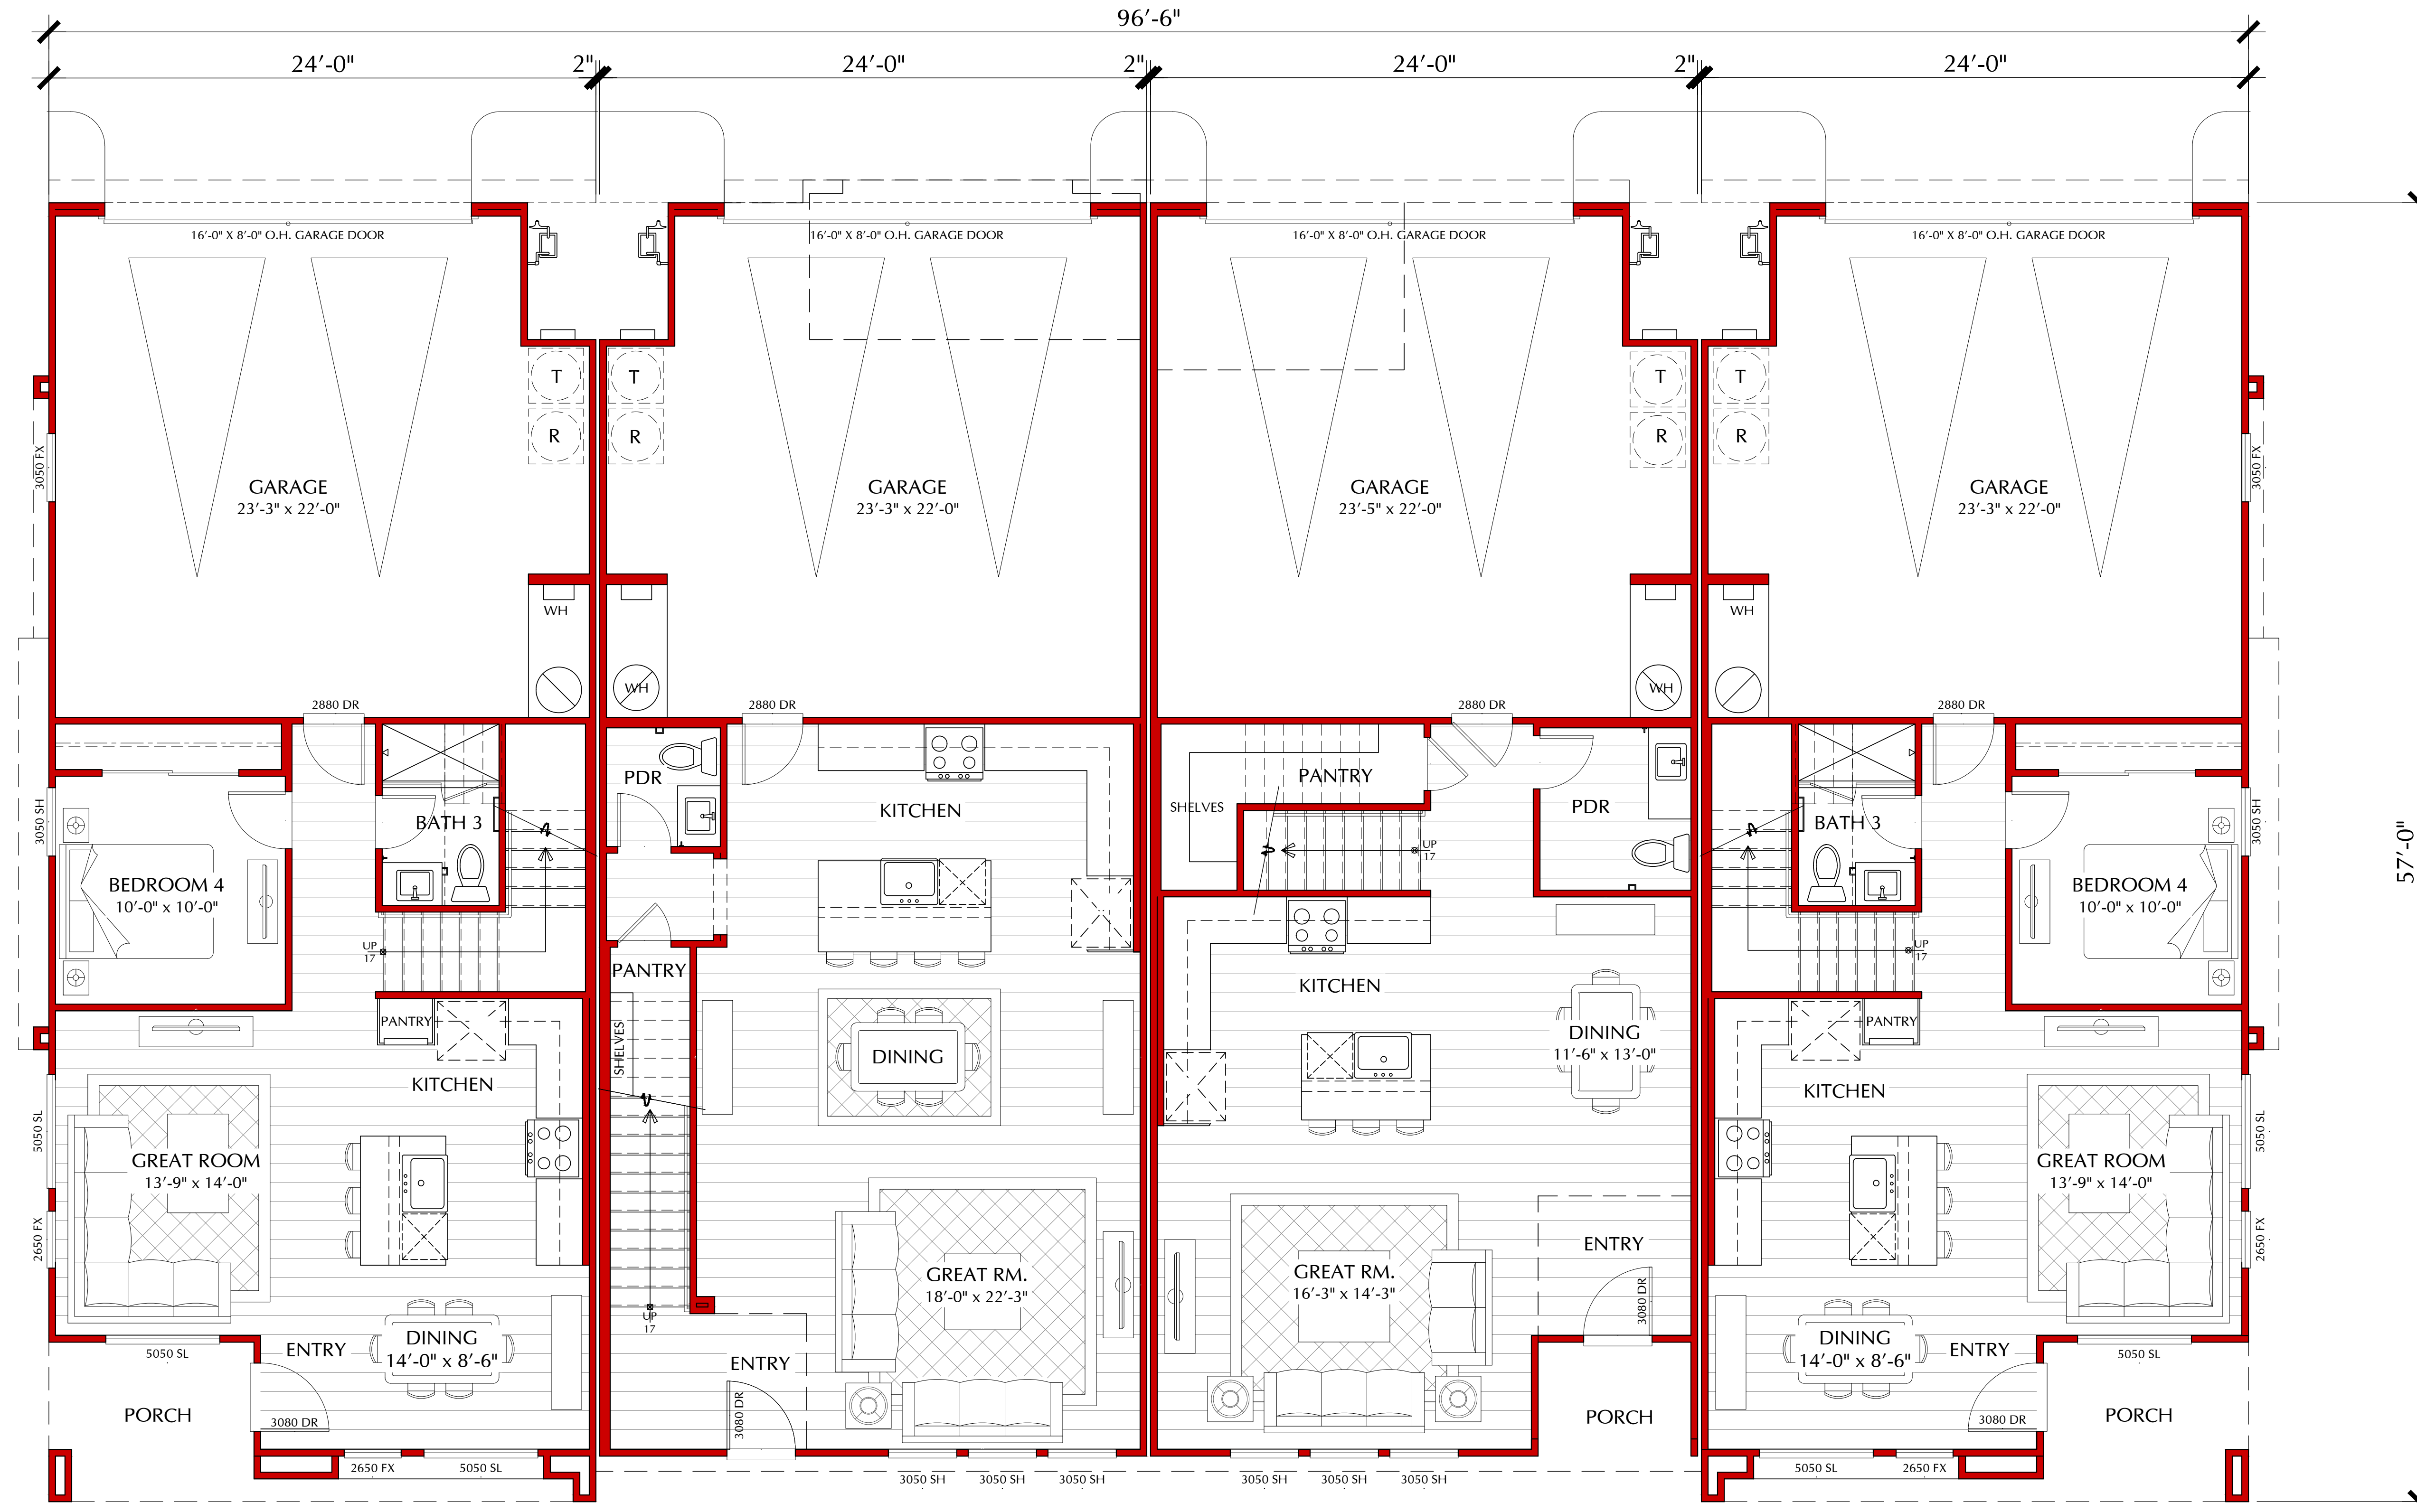 96'-6"
24'-0"
2"
24'-0"
2"
24'-0"
2"
24'-0"
16'-0" X 8'-0" O.H. GARAGE DOOR
16'-0" X 8'-0" O.H. GARAGE DOOR
16'-0" X 8'-0" O.H. GARAGE DOOR
16'-0" X 8'-0" O.H. GARAGE DOOR
T
T
T
T
R
R
R
R
3050 FX
3050 FX
GARAGE
23'-3" x 22'-0"
GARAGE
23'-3" x 22'-0"
GARAGE
23'-5" x 22'-0"
GARAGE
23'-3" x 22'-0"
WH
WH
WH
WH
2880 DR
2880 DR
2880 DR
2880 DR
PDR
PANTRY
SHELVES
PDR
KITCHEN
3050 SH
BATH 3
BATH 3
3050 SH
57'-0"
UP
17
BEDROOM 4
10'-0" x 10'-0"
BEDROOM 4
10'-0" x 10'-0"
UP
17
UP
17
PANTRY
KITCHEN
PANTRY
SHELVES
DINING
DINING
11'-6" x 13'-0"
PANTRY
KITCHEN
KITCHEN
5050 SL
5050 SL
GREAT ROOM
13'-9" x 14'-0"
GREAT ROOM
13'-9" x 14'-0"
2650 FX
2650 FX
GREAT RM.
18'-0" x 22'-3"
GREAT RM.
16'-3" x 14'-3"
ENTRY
3080 DR
UP
17
5050 SL
ENTRY
DINING
14'-0" x 8'-6"
ENTRY
DINING
14'-0" x 8'-6"
ENTRY
5050 SL
PORCH
3080 DR
3080 DR
PORCH
3080 DR
PORCH
2650 FX
5050 SL
3050 SH
3050 SH
3050 SH
3050 SH
3050 SH
3050 SH
5050 SL
2650 FX